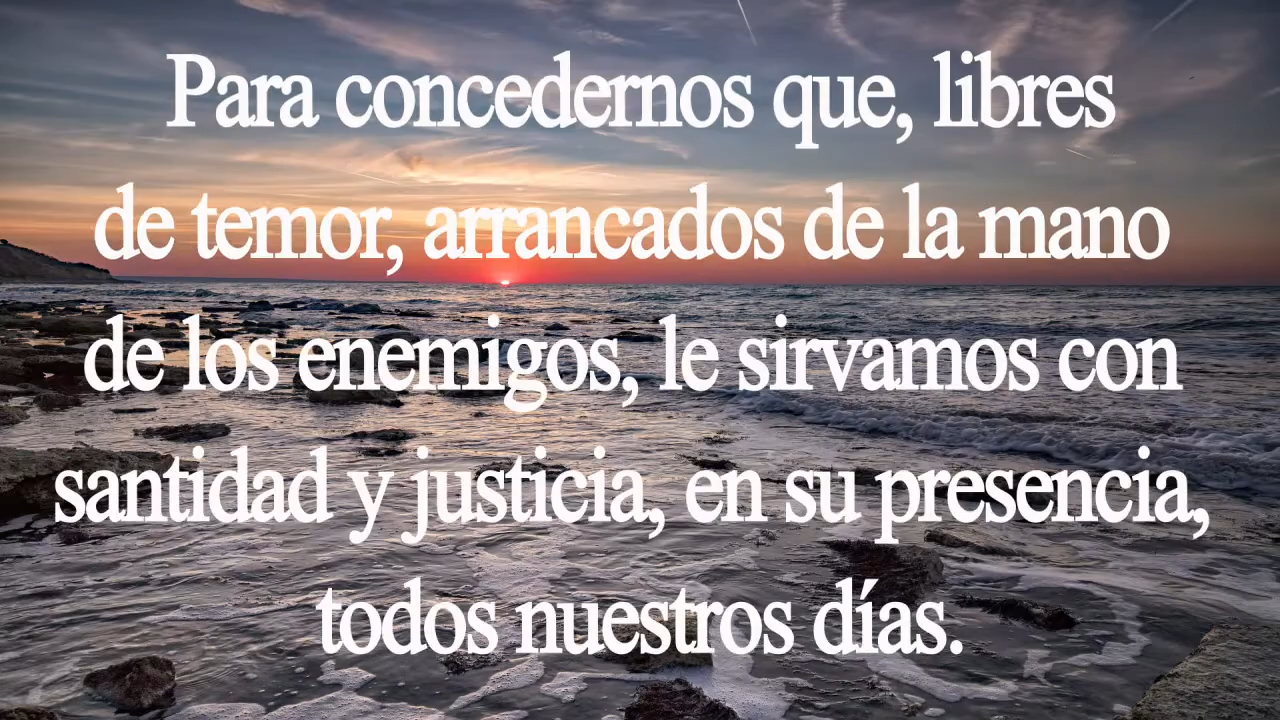 Para concedernos que, libres
de temor, arrancados de la mano
de los enemigos, le sirvamos con
santidad y justicia, en su presencia,
todos nuestros días.